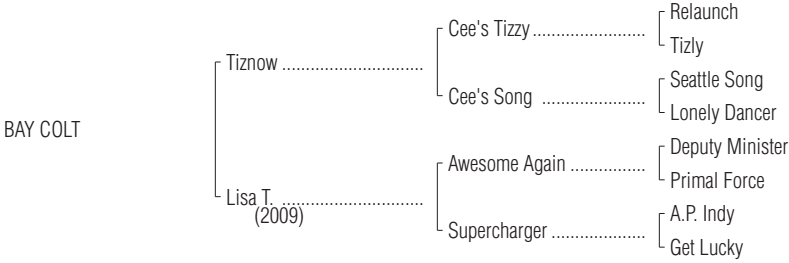 Relaunch
Cee's Tizzy ........................
Tizly
Tiznow .............................
Seattle Song
Cee's Song ......................
Lonely Dancer
BAY COLT
Deputy Minister
Awesome Again ................
Primal Force
Lisa T. .............................
(2009)
A.P. Indy
Supercharger ....................
Get Lucky